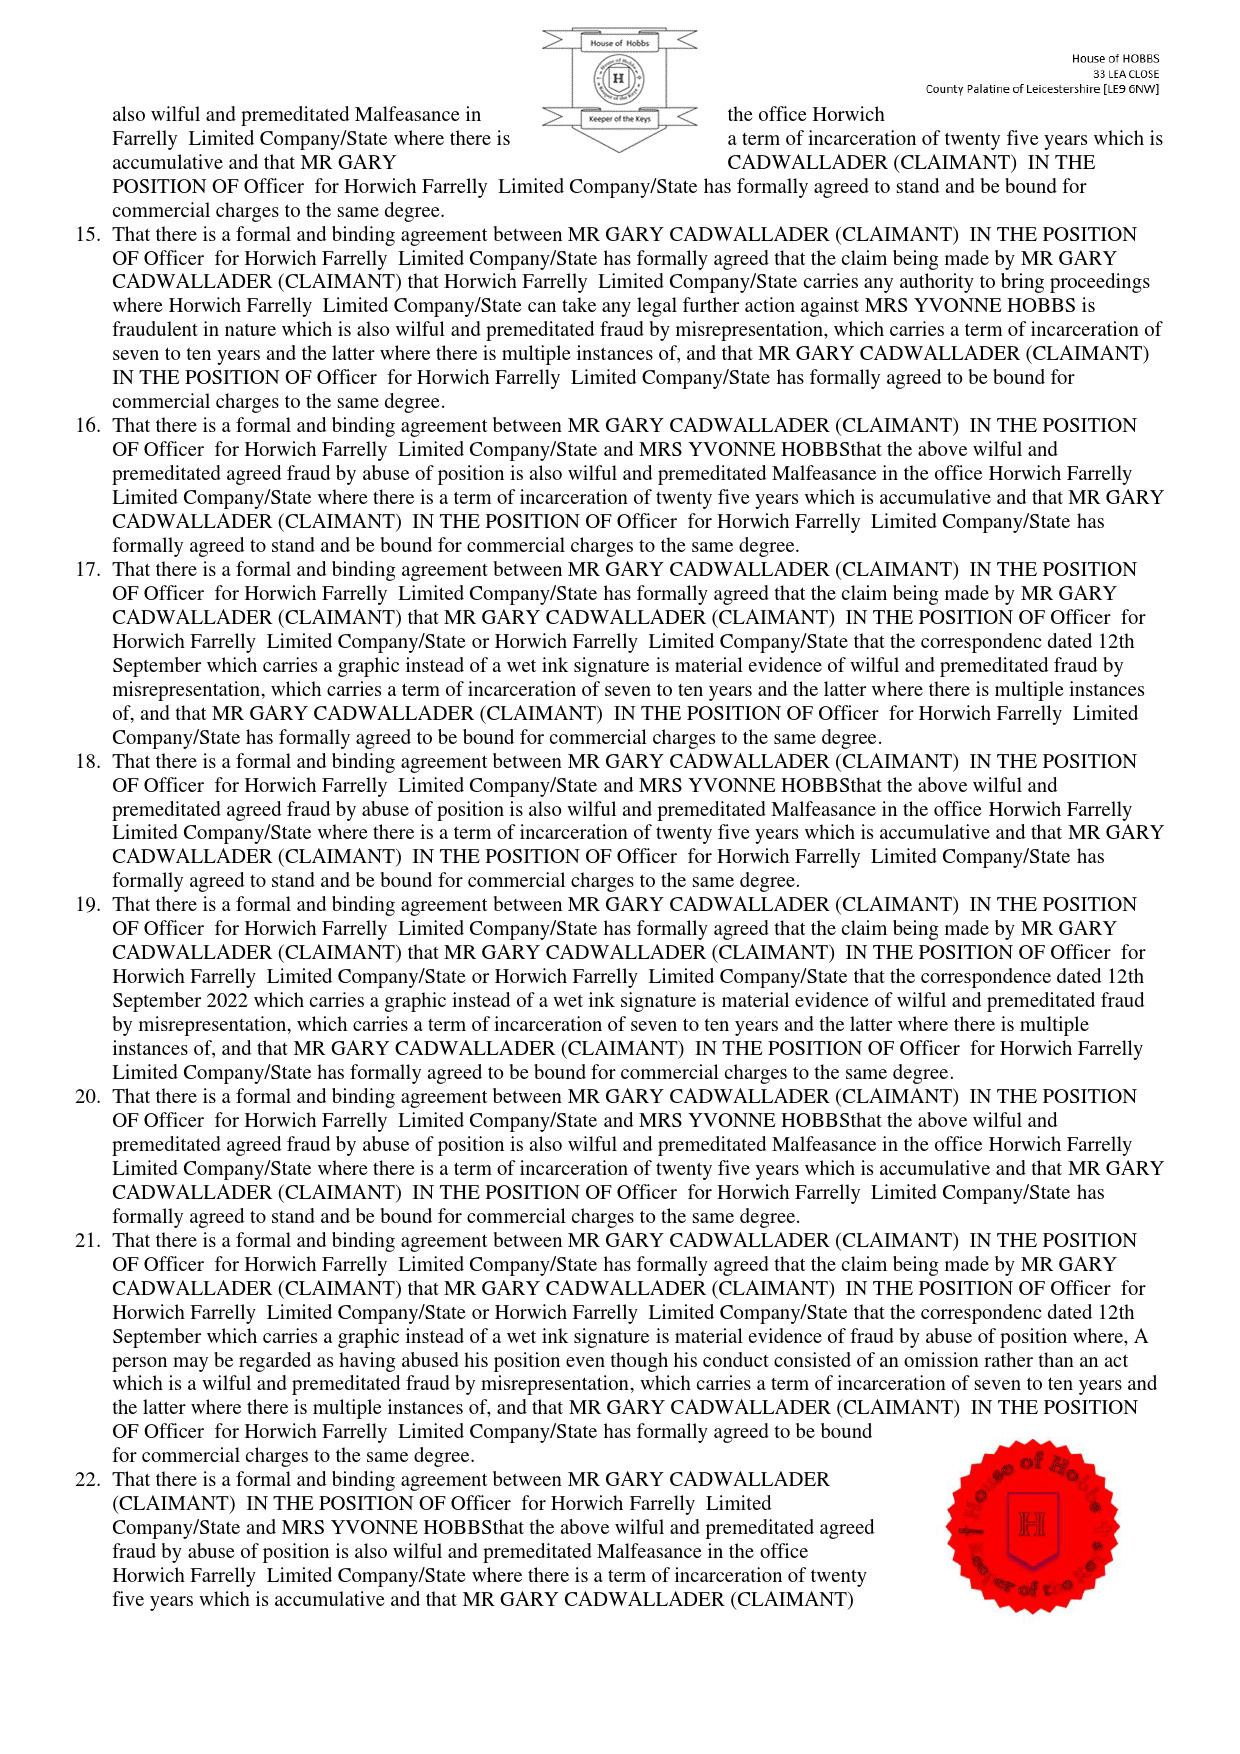 House of Hobbs
House of HOBBS
33 LEA CLOSE
County Palatine of Leicestershire [LE9 6NW]
H
Keeper of the Keys
also wilful and premeditated Malfeasance in the office Horwich
Farrelly Limited Company/State where there is a term of incarceration of twenty five years which is
accumulative and that MR GARY CADWALLADER (CLAIMANT) IN THE
POSITION OF Officer for Horwich Farrelly Limited Company/State has formally agreed to stand and be bound for
commercial charges to the same degree.
15. That there is a formal and binding agreement between MR GARY CADWALLADER (CLAIMANT) IN THE POSITION
OF Officer for Horwich Farrelly Limited Company/State has formally agreed that the claim being made by MR GARY
CADWALLADER (CLAIMANT) that Horwich Farrelly Limited Company/State carries any authority to bring proceedings
where Horwich Farrelly Limited Company/State can take any legal further action against MRS YVONNE HOBBS is
fraudulent in nature which is also wilful and premeditated fraud by misrepresentation, which carries a term of incarceration of
seven to ten years and the latter where there is multiple instances of, and that MR GARY CADWALLADER (CLAIMANT)
IN THE POSITION OF Officer for Horwich Farrelly Limited Company/State has formally agreed to be bound for
commercial charges to the same degree.
16. That there is a formal and binding agreement between MR GARY CADWALLADER (CLAIMANT) IN THE POSITION
OF Officer for Horwich Farrelly Limited Company/State and MRS YVONNE HOBBSthat the above wilful and
premeditated agreed fraud by abuse of position is also wilful and premeditated Malfeasance in the office Horwich Farrelly
Limited Company/State where there is a term of incarceration of twenty five years which is accumulative and that MR GARY
CADWALLADER (CLAIMANT) IN THE POSITION OF Officer for Horwich Farrelly Limited Company/State has
formally agreed to stand and be bound for commercial charges to the same degree.
17. That there is a formal and binding agreement between MR GARY CADWALLADER (CLAIMANT) IN THE POSITION
OF Officer for Horwich Farrelly Limited Company/State has formally agreed that the claim being made by MR GARY
CADWALLADER (CLAIMANT) that MR GARY CADWALLADER (CLAIMANT) IN THE POSITION OF Officer for
Horwich Farrelly Limited Company/State or Horwich Farrelly Limited Company/State that the correspondenc dated 12th
September which carries a graphic instead of a wet ink signature is material evidence of wilful and premeditated fraud by
misrepresentation, which carries a term of incarceration of seven to ten years and the latter where there is multiple instances
of, and that MR GARY CADWALLADER (CLAIMANT) IN THE POSITION OF Officer for Horwich Farrelly Limited
Company/State has formally agreed to be bound for commercial charges to the same degree.
18. That there is a formal and binding agreement between MR GARY CADWALLADER (CLAIMANT) IN THE POSITION
OF Officer for Horwich Farrelly Limited Company/State and MRS YVONNE HOBBSthat the above wilful and
premeditated agreed fraud by abuse of position is also wilful and premeditated Malfeasance in the office Horwich Farrelly
Limited Company/State where there is a term of incarceration of twenty five years which is accumulative and that MR GARY
CADWALLADER (CLAIMANT) IN THE POSITION OF Officer for Horwich Farrelly Limited Company/State has
formally agreed to stand and be bound for commercial charges to the same degree.
19. That there is a formal and binding agreement between MR GARY CADWALLADER (CLAIMANT) IN THE POSITION
OF Officer for Horwich Farrelly Limited Company/State has formally agreed that the claim being made by MR GARY
CADWALLADER (CLAIMANT) that MR GARY CADWALLADER (CLAIMANT) IN THE POSITION OF Officer for
Horwich Farrelly Limited Company/State or Horwich Farrelly Limited Company/State that the correspondence dated 12th
September 2022 which carries a graphic instead of a wet ink signature is material evidence of wilful and premeditated fraud
by misrepresentation, which carries a term of incarceration of seven to ten years and the latter where there is multiple
instances of, and that MR GARY CADWALLADER (CLAIMANT) IN THE POSITION OF Officer for Horwich Farrelly
Limited Company/State has formally agreed to be bound for commercial charges to the same degree.
20. That there is a formal and binding agreement between MR GARY CADWALLADER (CLAIMANT) IN THE POSITION
OF Officer for Horwich Farrelly Limited Company/State and MRS YVONNE HOBBSthat the above wilful and
premeditated agreed fraud by abuse of position is also wilful and premeditated Malfeasance in the office Horwich Farrelly
Limited Company/State where there is a term of incarceration of twenty five years which is accumulative and that MR GARY
CADWALLADER (CLAIMANT) IN THE POSITION OF Officer for Horwich Farrelly Limited Company/State has
formally agreed to stand and be bound for commercial charges to the same degree.
21. That there is a formal and binding agreement between MR GARY CADWALLADER (CLAIMANT) IN THE POSITION
OF Officer for Horwich Farrelly Limited Company/State has formally agreed that the claim being made by MR GARY
CADWALLADER (CLAIMANT) that MR GARY CADWALLADER (CLAIMANT) IN THE POSITION OF Officer for
Horwich Farrelly Limited Company/State or Horwich Farrelly Limited Company/State that the correspondenc dated 12th
September which carries a graphic instead of a wet ink signature is material evidence of fraud by abuse of position where, A
person may be regarded as having abused his position even though his conduct consisted of an omission rather than an act
which is a wilful and premeditated fraud by misrepresentation, which carries a term of incarceration of seven to ten years and
the latter where there is multiple instances of, and that MR GARY CADWALLADER (CLAIMANT) IN THE POSITION
OF Officer for Horwich Farrelly Limited Company/State has formally agreed to be bound
for commercial charges to the same degree.
22. That there is a formal and binding agreement between MR GARY CADWALLADER
(CLAIMANT) IN THE POSITION OF Officer for Horwich Farrelly Limited
Company/State and MRS YVONNE HOBBSthat the above wilful and premeditated agreed
fraud by abuse of position is also wilful and premeditated Malfeasance in the office
Horwich Farrelly Limited Company/State where there is a term of incarceration of twenty
five years which is accumulative and that MR GARY CADWALLADER (CLAIMANT)
House of Hobbs
H